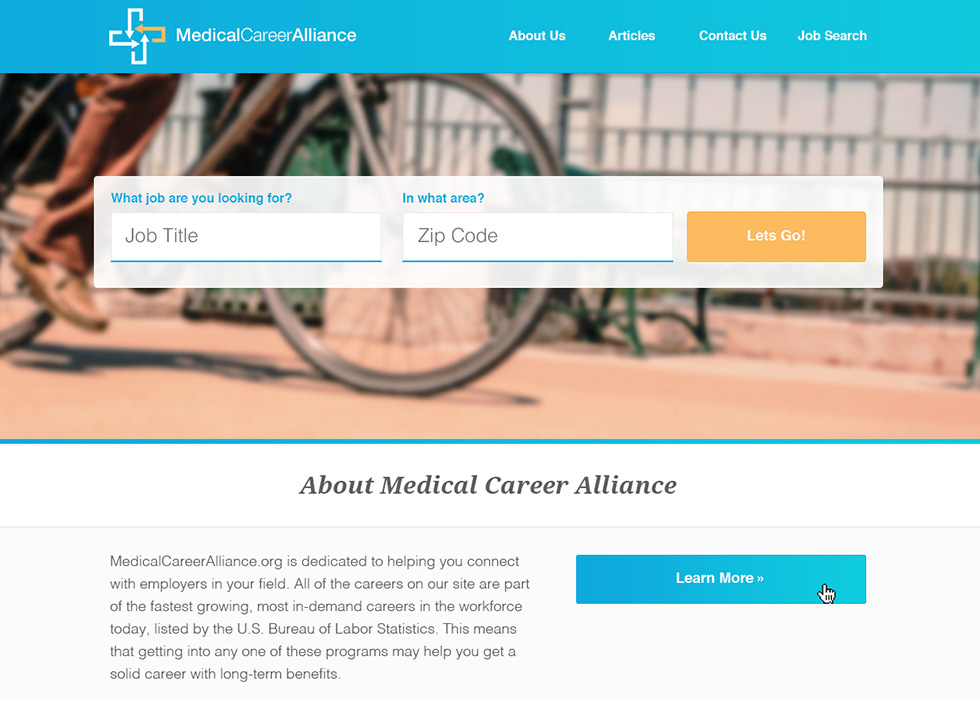 MedicalCareerAlliance
About Us Articles Contact Us Job Search
What job are you looking for? In what area?
Job Title Zip Code Lets Go!
About Medical Career Alliance
MedicalCareerAlliance.org is dedicated to helping you connect
with employers in your field. All of the careers on our site are part
of the fastest growing, most in-demand careers in the workforce
today, listed by the U.S. Bureau of Labor Statistics. This means
that getting into any one of these programs may help you get a
solid career with long-term benefits.
Learn More »